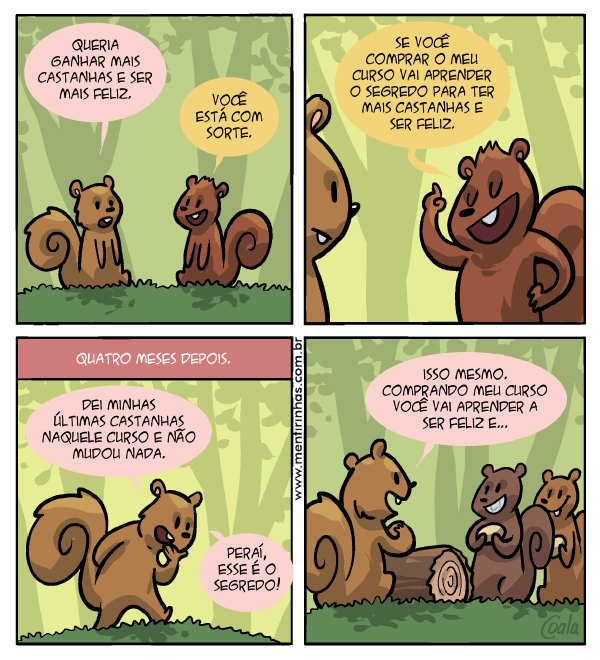 QUERIA
GANHAR MAIS
CASTANHAS E SER
MAIS FELIZ.
VOCÊ
ESTÁ COM
SORTE.
SE VOCÊ
COMPRAR O MEU
CURSO VAI APRENDER
O SEGREDO PARA TER
MAIS CASTANHAS E
SER FELIZ.
QUATRO MESES DEPOIS.
DEI MINHAS
ÚLTIMAS CASTANHAS
NAQUELE CURSO E NÃO
MUDOU NADA.
PERAÍ,
ESSE É O
SEGREDO!
www.mentirinhas.com.br
ISSO MESMO.
COMPRANDO MEU CURSO
VOCÊ VAI APRENDER A
SER FELIZ E...
Coala